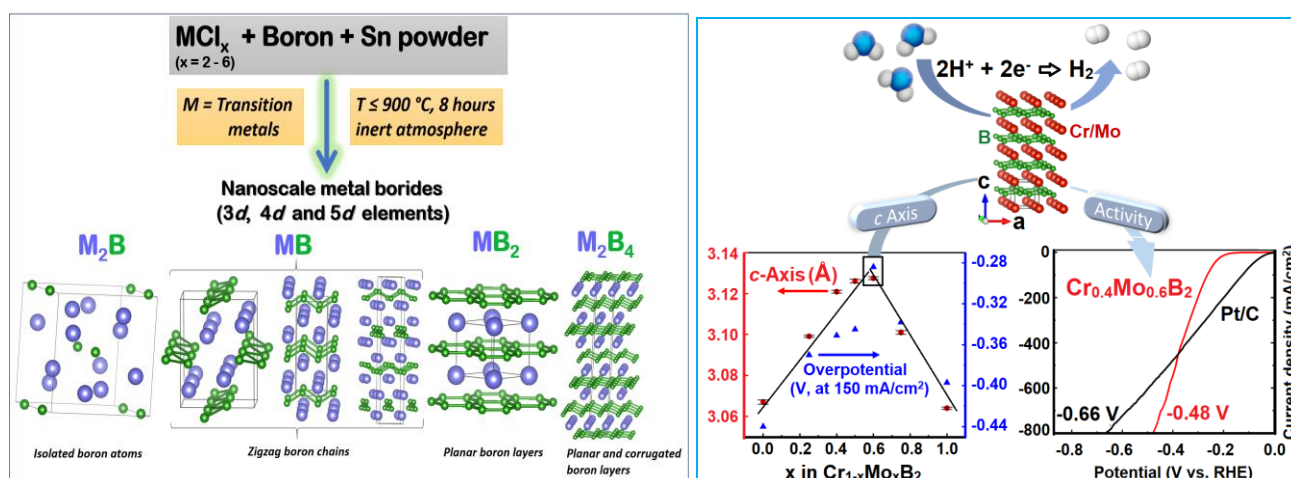 MClₓ + Boron + Sn powder
(x = 2 - 6)
M = Transition
metals
T ≤ 900 °C, 8 hours
inert atmosphere
Nanoscale metal borides
(3d, 4d and 5d elements)
M₂B
MB
MB₂
M₂B₄
Isolated boron atoms
Zigzag boron chains
Planar boron layers
Planar and corrugated
boron layers
2H⁺ + 2e⁻ ⇨ H₂
B
Cr/Mo
c
a
c Axis
Activity
3.14
3.12
3.10
3.08
3.06
c-Axis (Å)
Overpotential
(V, at 150 mA/cm²)
-0.28
-0.32
-0.36
-0.40
-0.44
0.0 0.2 0.4 0.6 0.8 1.0
x in Cr₁₋ₓMoₓB₂
0
-200
-400
-600
-800
Cr₀.₄Mo₀.₆B₂
Pt/C
-0.66 V
-0.48 V
-0.8 -0.6 -0.4 -0.2 0.0
Potential (V vs. RHE)
Current density (mA/cm²)